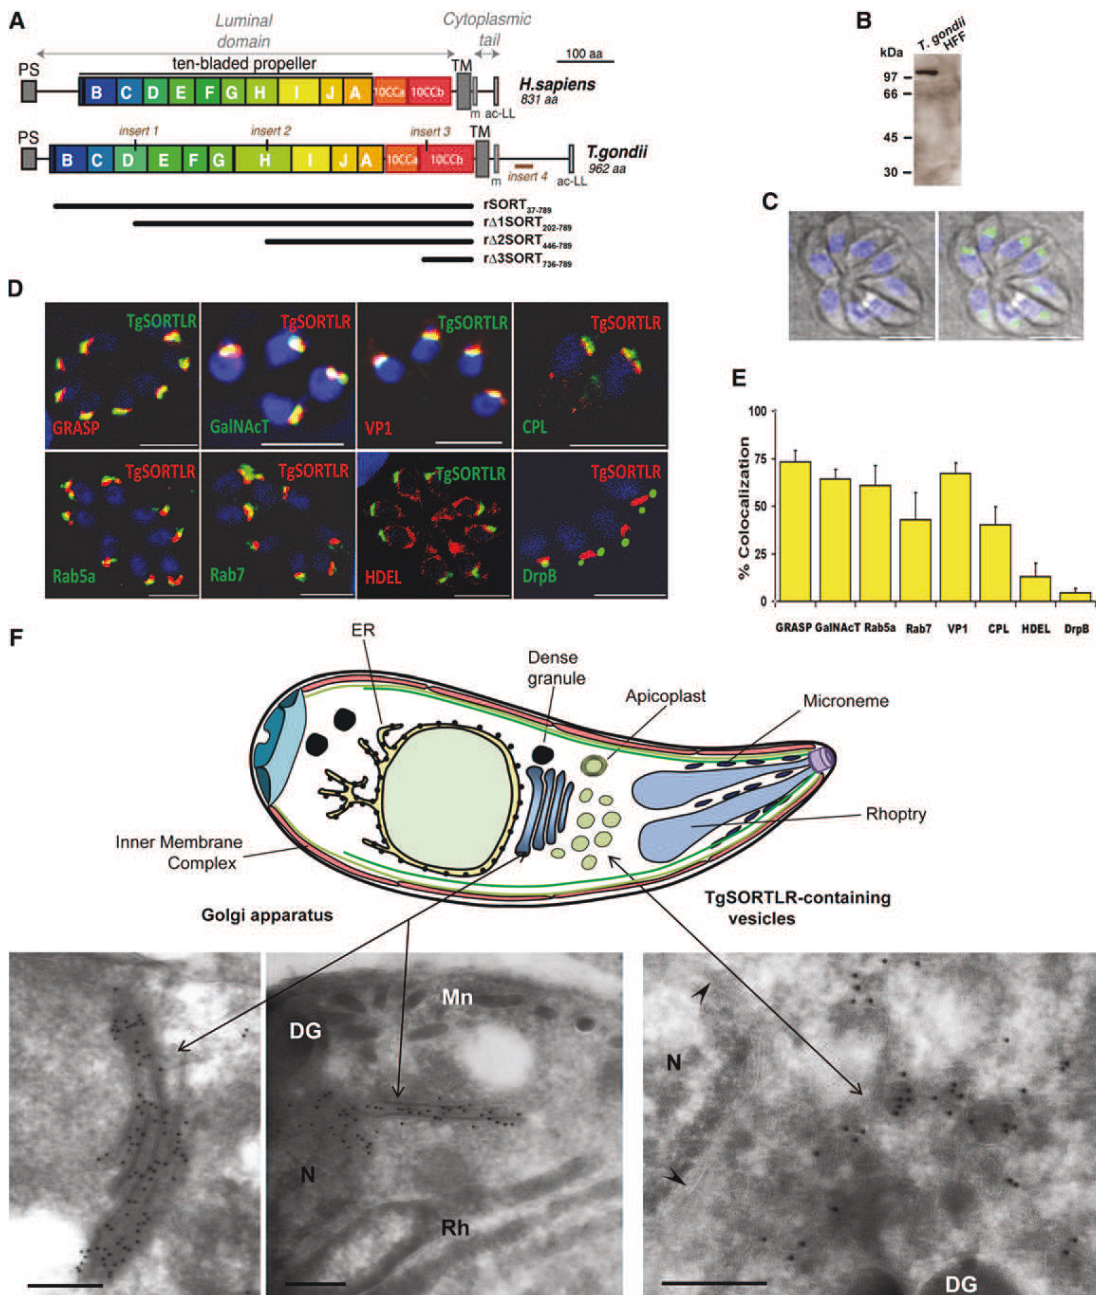 A
Luminal domain
Cytoplasmic tail
PS
ten-bladed propeller
TM
100 aa
B C D E F G H I J A 10CCa 10CCb
m ac-LL
H.sapiens
831 aa
PS
insert 1
insert 2
insert 3
TM
B C D E F G H I J A 10CCa 10CCb
m
insert 4
ac-LL
T.gondii
962 aa
rSORT37-789
rΔ1SORT202-789
rΔ2SORT446-789
rΔ3SORT736-789
B
T. gondii
HFF
kDa
97
66
45
30
C
D
TgSORTLR
GRASP
TgSORTLR
GalNAcT
TgSORTLR
VP1
TgSORTLR
CPL
TgSORTLR
Rab5a
TgSORTLR
Rab7
TgSORTLR
HDEL
TgSORTLR
DrpB
E
% Colocalization
100
75
50
25
0
GRASP GalNAcT Rab5a Rab7 VP1 CPL HDEL DrpB
F
ER
Dense granule
Apicoplast
Microneme
Rhoptry
Inner Membrane Complex
Golgi apparatus
TgSORTLR-containing vesicles
Mn
DG
N
Rh
N
DG